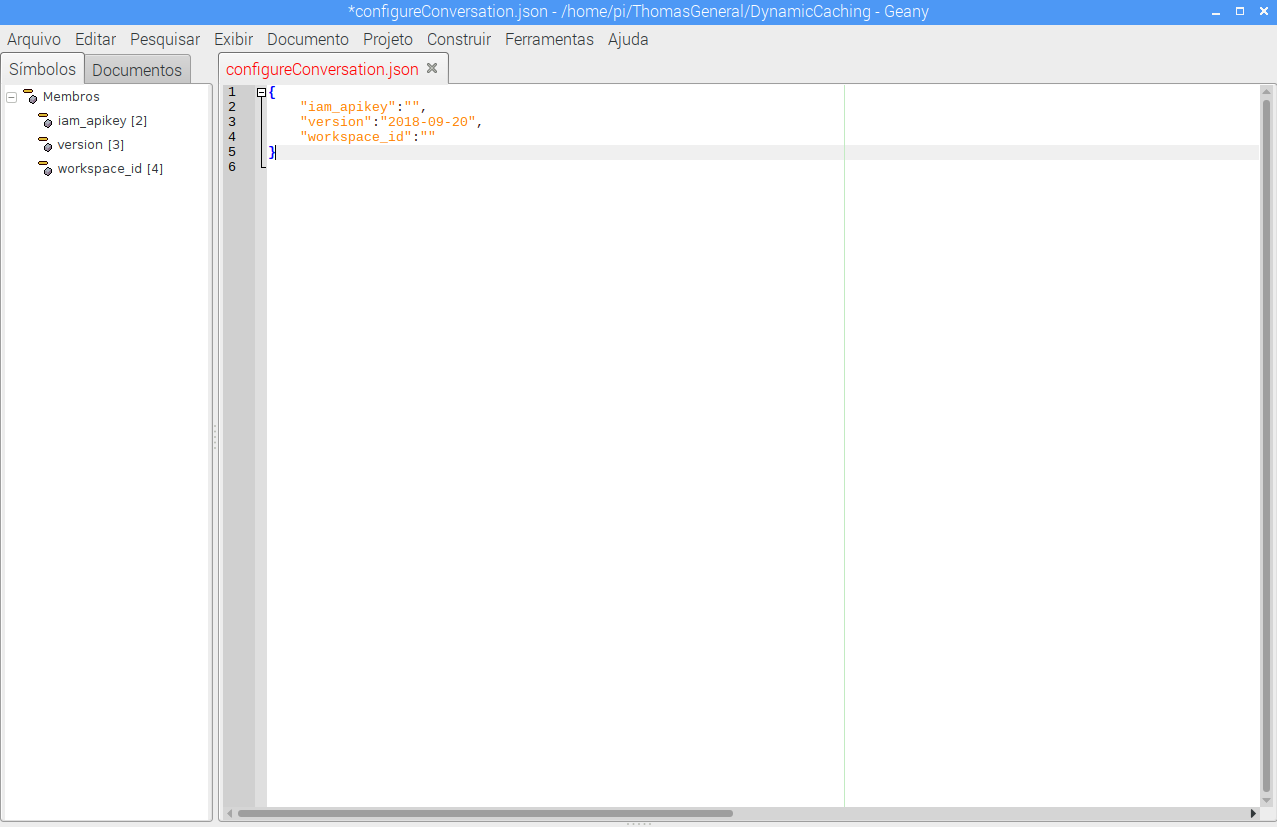 *configureConversation.json - /home/pi/ThomasGeneral/DynamicCaching - Geany
Arquivo Editar Pesquisar Exibir Documento Projeto Construir Ferramentas Ajuda
Símbolos Documentos configureConversation.json
Membros
iam_apikey [2]
version [3]
workspace_id [4]
1 {
2 "iam_apikey":"",
3 "version":"2018-09-20",
4 "workspace_id":""
5 }
6